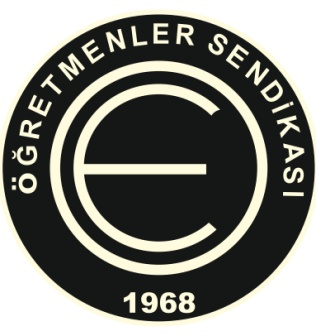 ÖĞRETMENLER SENDİKASI
Є
1968